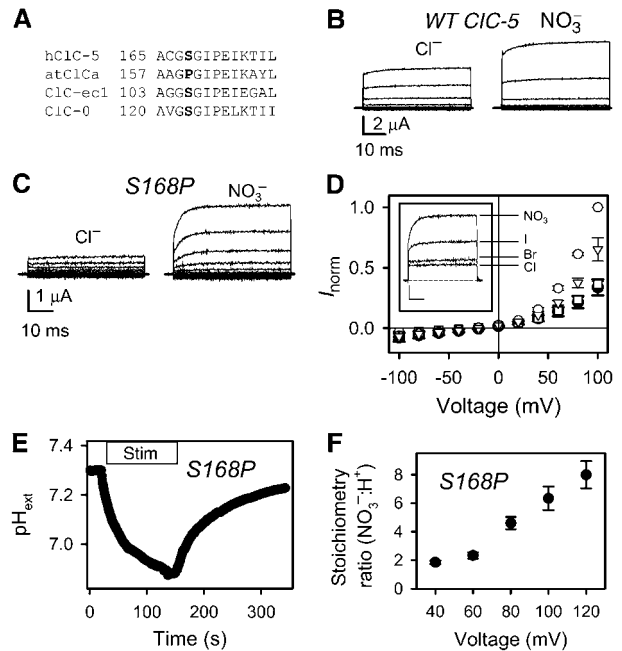 A
hClC-5 165 ACGSGIPEIKTIL
atClCa 157 AAGPGIPEIKAYL
ClC-ec1 103 AGGSGIPEIEGAL
ClC-0 120 AVGSGIPELKTII
B
WT ClC-5
Cl⁻
NO₃⁻
2 μA
10 ms
C
S168P
Cl⁻
NO₃⁻
1 μA
10 ms
D
NO₃
I
Br
Cl
Inorm
1.0
0.5
0.0
-100 -50 0 50 100
Voltage (mV)
E
Stim
S168P
pHext
7.4
7.2
7.0
0 100 200 300
Time (s)
F
S168P
Stoichiometry
ratio (NO₃⁻:H⁺)
8
6
4
2
0
40 60 80 100 120
Voltage (mV)